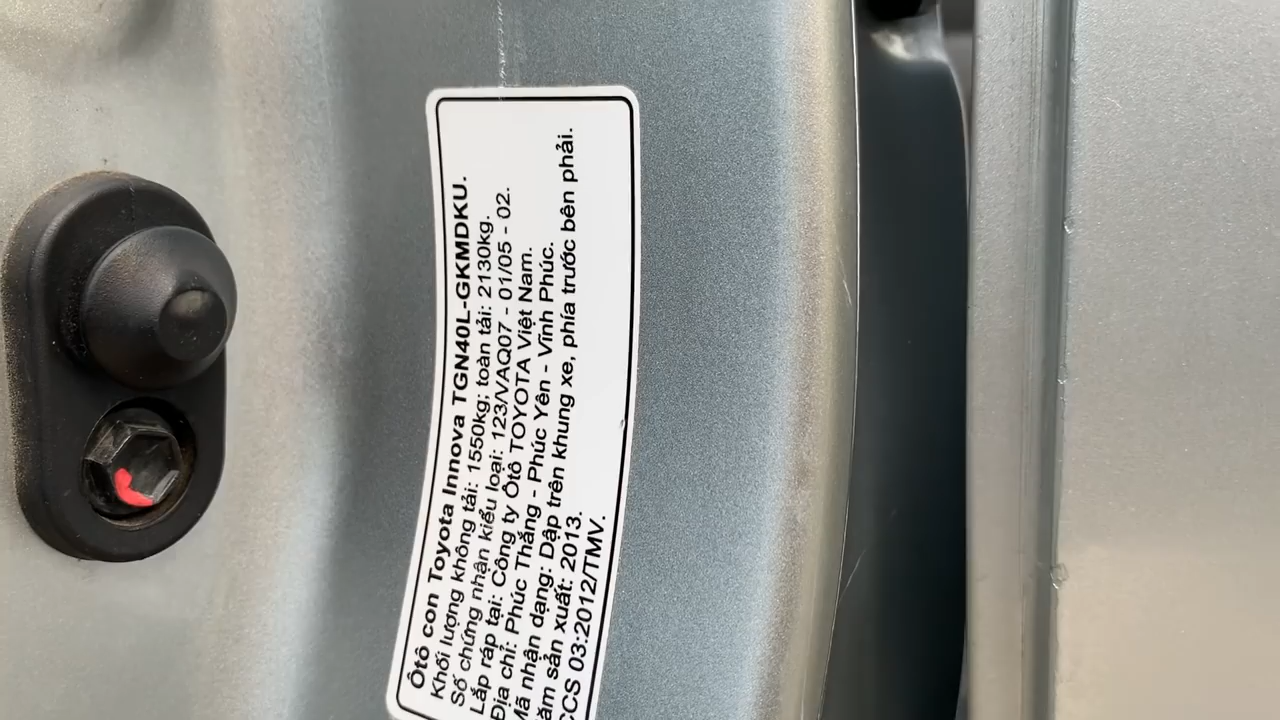 Ôtô con Toyota Innova TGN40L-GKMDKU.
Khối lượng không tải: 1550kg; toàn tải: 2130kg.
Số chứng nhận kiểu loại: 123/VAQ07 - 01/05 - 02.
Lắp ráp tại: Công ty Ôtô TOYOTA Việt Nam.
Địa chỉ: Phúc Thắng - Phúc Yên - Vĩnh Phúc.
Mã nhận dạng: Dập trên khung xe, phía trước bên phải.
ăm sản xuất: 2013.
CCS 03:2012/TMV.